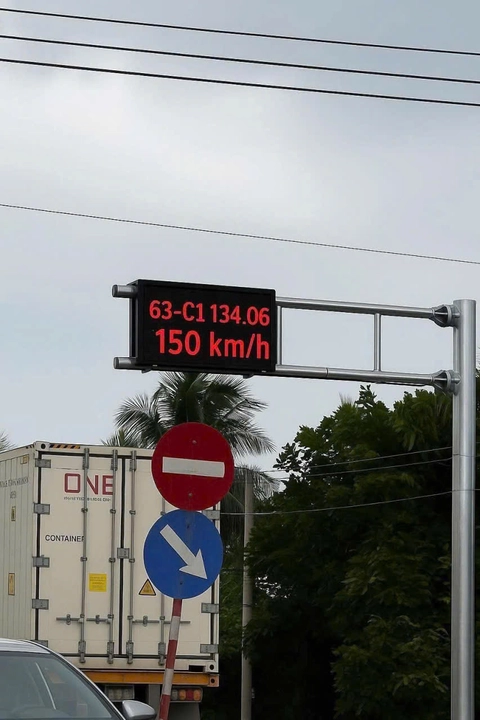 63-C1 134.06
150 km/h
ONE
CONTAINER